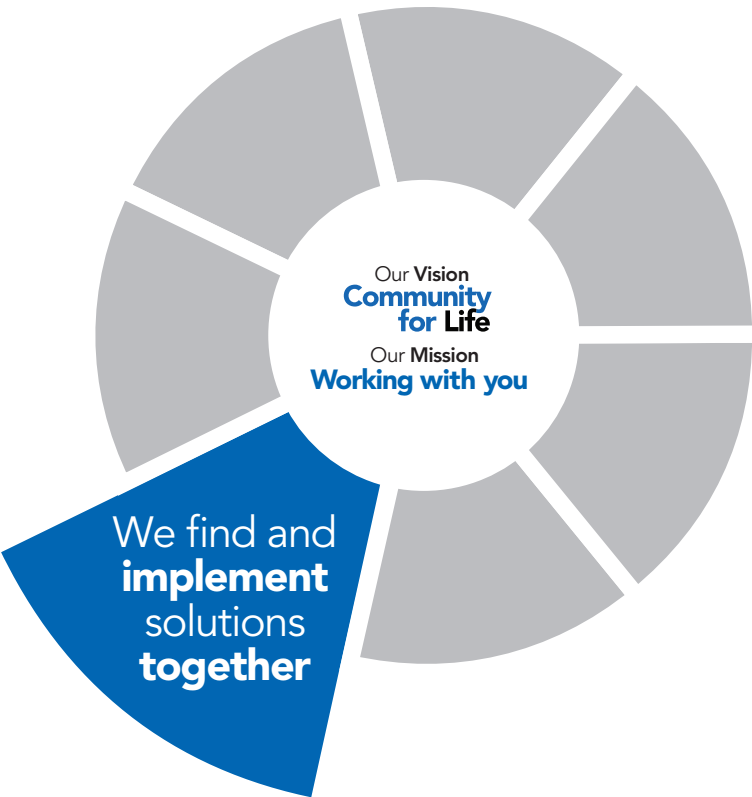 Our Vision
Community
for Life
Our Mission
Working with you
We find and
implement
solutions
together